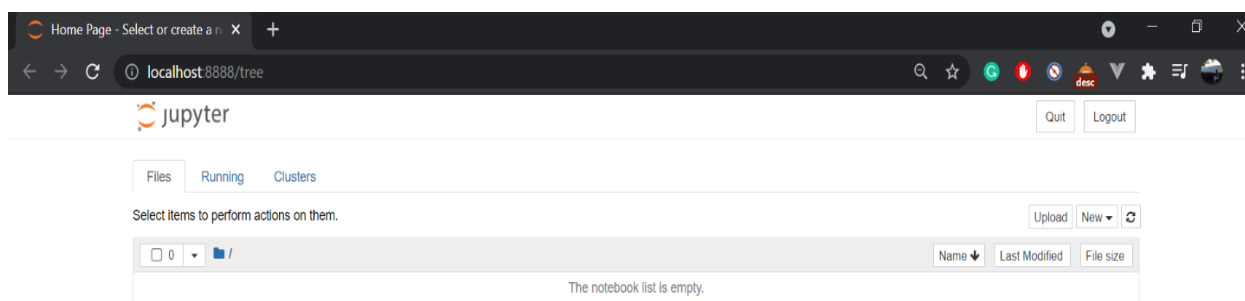 Home Page - Select or create a n
localhost:8888/tree
desc
jupyter
Quit Logout
Files Running Clusters
Select items to perform actions on them.
Upload New
0 / Name Last Modified File size
The notebook list is empty.